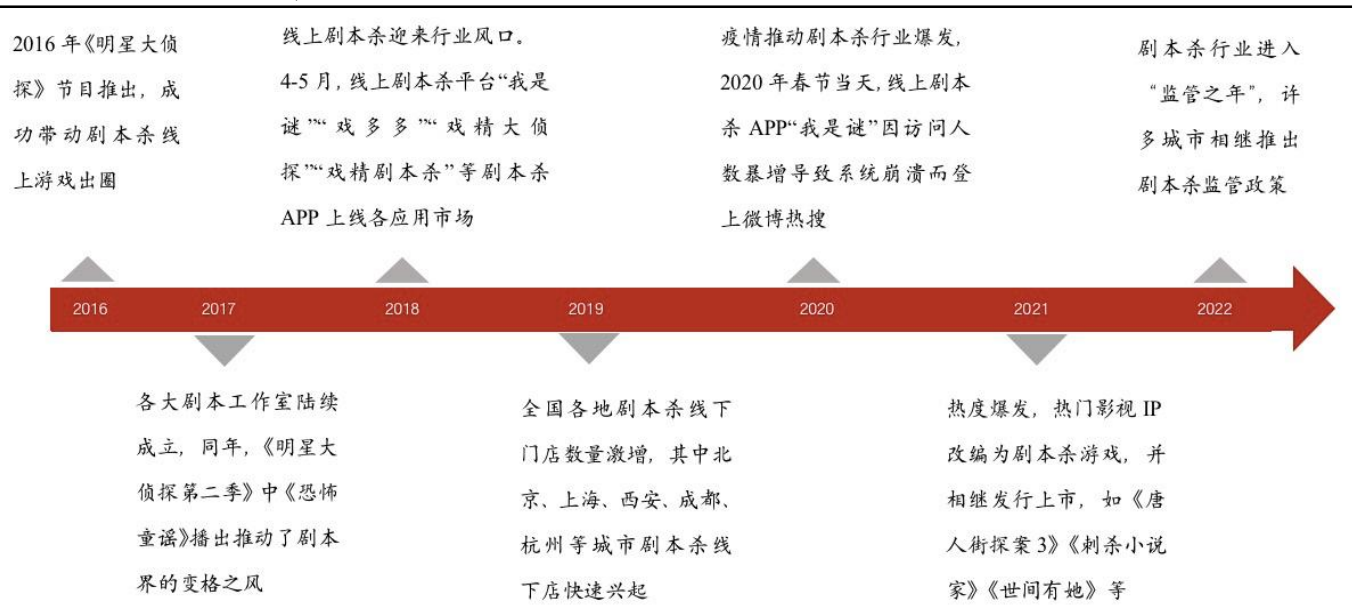 2016 年《明星大侦
探》节目推出，成
功带动剧本杀线
上游戏出圈
线上剧本杀迎来行业风口。
4-5 月，线上剧本杀平台“我是
谜”“戏多多”“戏精大侦
探”“戏精剧本杀”等剧本杀
APP 上线各应用市场
疫情推动剧本杀行业爆发，
2020 年春节当天，线上剧本
杀 APP“我是谜”因访问人
数暴增导致系统崩溃而登
上微博热搜
剧本杀行业进入
“监管之年”，许
多城市相继推出
剧本杀监管政策
2016 2017 2018 2019 2020 2021 2022
各大剧本工作室陆续
成立，同年，《明星大
侦探第二季》中《恐怖
童谣》播出推动了剧本
界的变格之风
全国各地剧本杀线下
门店数量激增，其中北
京、上海、西安、成都、
杭州等城市剧本杀线
下店快速兴起
热度爆发，热门影视 IP
改编为剧本杀游戏，并
相继发行上市，如《唐
人街探案 3》《刺杀小说
家》《世间有她》等